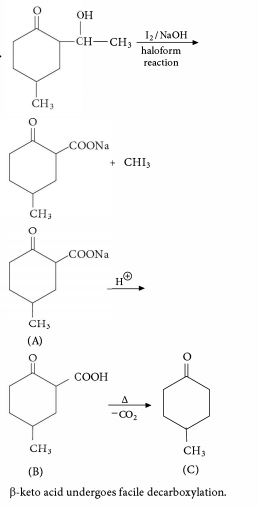 O
OH
CH—CH₃
I₂/NaOH
haloform
reaction
CH₃
O
COONa
+ CHI₃
CH₃
O
COONa
H⊕
CH₃
(A)
O
COOH
Δ
−CO₂
CH₃
(B)
O
CH₃
(C)
β-keto acid undergoes facile decarboxylation.